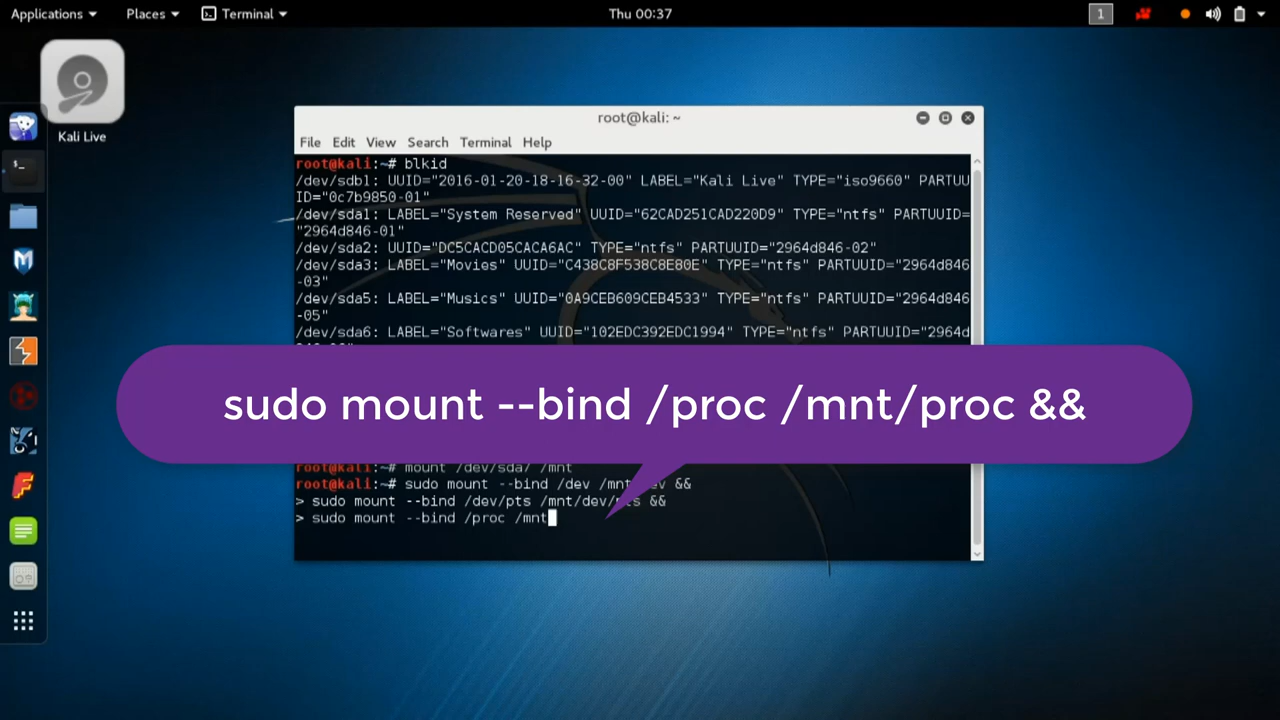 Applications Places Terminal Thu 00:37 1
Kali Live
root@kali: ~
File Edit View Search Terminal Help
root@kali:~# blkid
/dev/sdb1: UUID="2016-01-20-18-16-32-00" LABEL="Kali Live" TYPE="iso9660" PARTUU
ID="0c7b9850-01"
/dev/sda1: LABEL="System Reserved" UUID="62CAD251CAD220D9" TYPE="ntfs" PARTUUID=
"2964d846-01"
/dev/sda2: UUID="DC5CACD05CACA6AC" TYPE="ntfs" PARTUUID="2964d846-02"
/dev/sda3: LABEL="Movies" UUID="C438C8F538C8E80E" TYPE="ntfs" PARTUUID="2964d846
-03"
/dev/sda5: LABEL="Musics" UUID="0A9CEB609CEB4533" TYPE="ntfs" PARTUUID="2964d846
-05"
/dev/sda6: LABEL="Softwares" UUID="102EDC392EDC1994" TYPE="ntfs" PARTUUID="2964d
sudo mount --bind /proc /mnt/proc &&
root@kali:~# mount /mnt
root@kali:~# sudo mount --bind /dev &&
> sudo mount --bind /dev/pts &&
> sudo mount --bind /proc /mnt